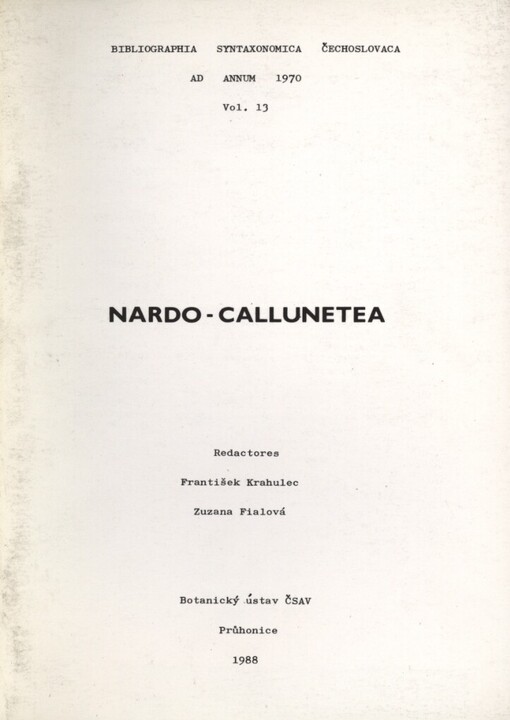 BIBLIOGRAPHIA SYNTAXONOMICA ČECHOSLOVACA
AD ANNUM 1970
Vol. 13
NARDO - CALLUNETEA
Redactores
František Krahulec
Zuzana Fialová
Botanický ústav ČSAV
Průhonice
1988